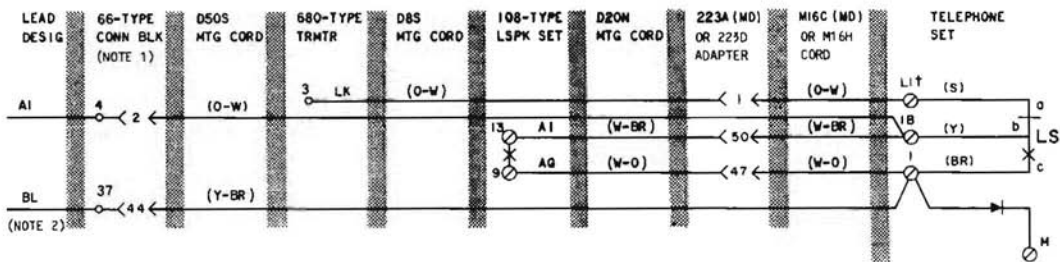 LEAD DESIG
66-TYPE CONN BLK (NOTE 1)
D50S MTG CORD
680-TYPE TRMTR
D8S MTG CORD
108-TYPE LSPK SET
D20N MTG CORD
223A (MD) OR 223D ADAPTER
M16C (MD) OR M16H CORD
TELEPHONE SET
3 LK (O-W) 1 (O-W) L1† (S) a
A1 4 2 (O-W) 18
13 A1 (W-BR) 50 (W-BR) (Y) b LS
9 AG (W-O) 47 (W-O) 1 (BR) c
BL 37 44 (Y-BR)
(NOTE 2)
M